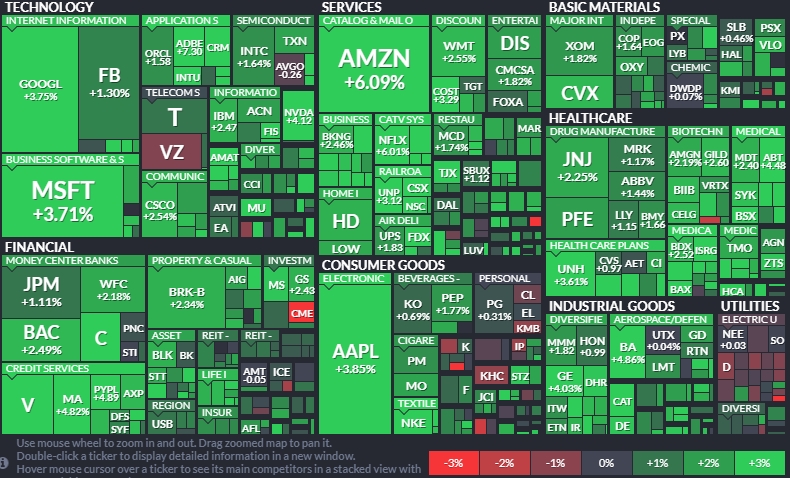 TECHNOLOGY
INTERNET INFORMATION
GOOGL
+3.75%
FB
+1.30%
APPLICATION S
ORCL
+1.58
ADBE
+7.30
CRM
INTU
SEMICONDUCT
INTC
+1.64%
TXN
AVGO
-0.26
TELECOM S
T
VZ
INFORMATIO
IBM
+2.47
ACN
FIS
NVDA
+4.12
BUSINESS SOFTWARE & S
MSFT
+3.71%
COMMUNIC
CSCO
+2.54%
AMAT
DIVER
CCI
ATVI
MU
EA
SERVICES
CATALOG & MAIL O
AMZN
+6.09%
DISCOUN
WMT
+2.55%
COST
+3.29
TGT
ENTERTAI
DIS
CMCSA
+1.82%
FOXA
BUSINESS
BKNG
+2.46%
CATV SYS
NFLX
+6.01%
RESTAU
MCD
+1.74%
MAR
RAILROA
UNP
+3.12
CSX
NSC
TJX
SBUX
+1.12
HOME I
HD
LOW
AIR DELI
UPS
+1.83
FDX
DAL
LUV
BASIC MATERIALS
MAJOR INT
XOM
+1.82%
CVX
INDEPE
COP
+1.64
EOG
OXY
SPECIAL
PX
LYB
CHEMIC
DWDP
+0.07%
SLB
+0.46%
HAL
KMI
PSX
VLO
HEALTHCARE
DRUG MANUFACTURE
JNJ
+2.25%
MRK
+1.17%
ABBV
+1.44%
PFE
LLY
+1.15
BMY
+1.66
BIOTECHN
AMGN
+2.19%
GILD
+2.60
BIIB
VRTX
CELG
MEDICAL
MDT
+2.40
ABT
+4.48
SYK
BSX
HEALTH CARE PLANS
UNH
+3.61%
CVS
+0.97
AET
CI
MEDICA
BDX
+2.52
ISRG
BAX
MEDIC
TMO
AGN
ZTS
HCA
FINANCIAL
MONEY CENTER BANKS
JPM
+1.11%
WFC
+2.18%
BAC
+2.49%
C
PNC
STI
PROPERTY & CASUAL
BRK-B
+2.34%
AIG
INVESTM
MS
GS
+2.43
CME
ASSET
BLK
BK
STT
REIT -
REIT -
AMT
-0.05
ICE
CREDIT SERVICES
V
MA
+4.82%
PYPL
+4.89
AXP
DFS
SYF
LIFE I
REGION
USB
INSUR
AFL
CONSUMER GOODS
ELECTRONIC
AAPL
+3.85%
BEVERAGES -
KO
+0.69%
PEP
+1.77%
PERSONAL
PG
+0.31%
CL
EL
KMB
CIGARE
PM
MO
K
IP
KHC
STZ
F
JCI
TEXTILE
NKE
INDUSTRIAL GOODS
DIVERSIFIE
MMM
+1.82
HON
+0.99
GE
+4.03%
DHR
ITW
ETN
IR
AEROSPACE/DEFEN
BA
+4.86%
UTX
+0.04%
GD
LMT
RTN
CAT
DE
UTILITIES
ELECTRIC U
NEE
+0.03
SO
D
DIVERSI
Use mouse wheel to zoom in and out. Drag zoomed map to pan it.
Double-click a ticker to display detailed information in a new window.
Hover mouse cursor over a ticker to see its main competitors in a stacked view with
-3%
-2%
-1%
0%
+1%
+2%
+3%